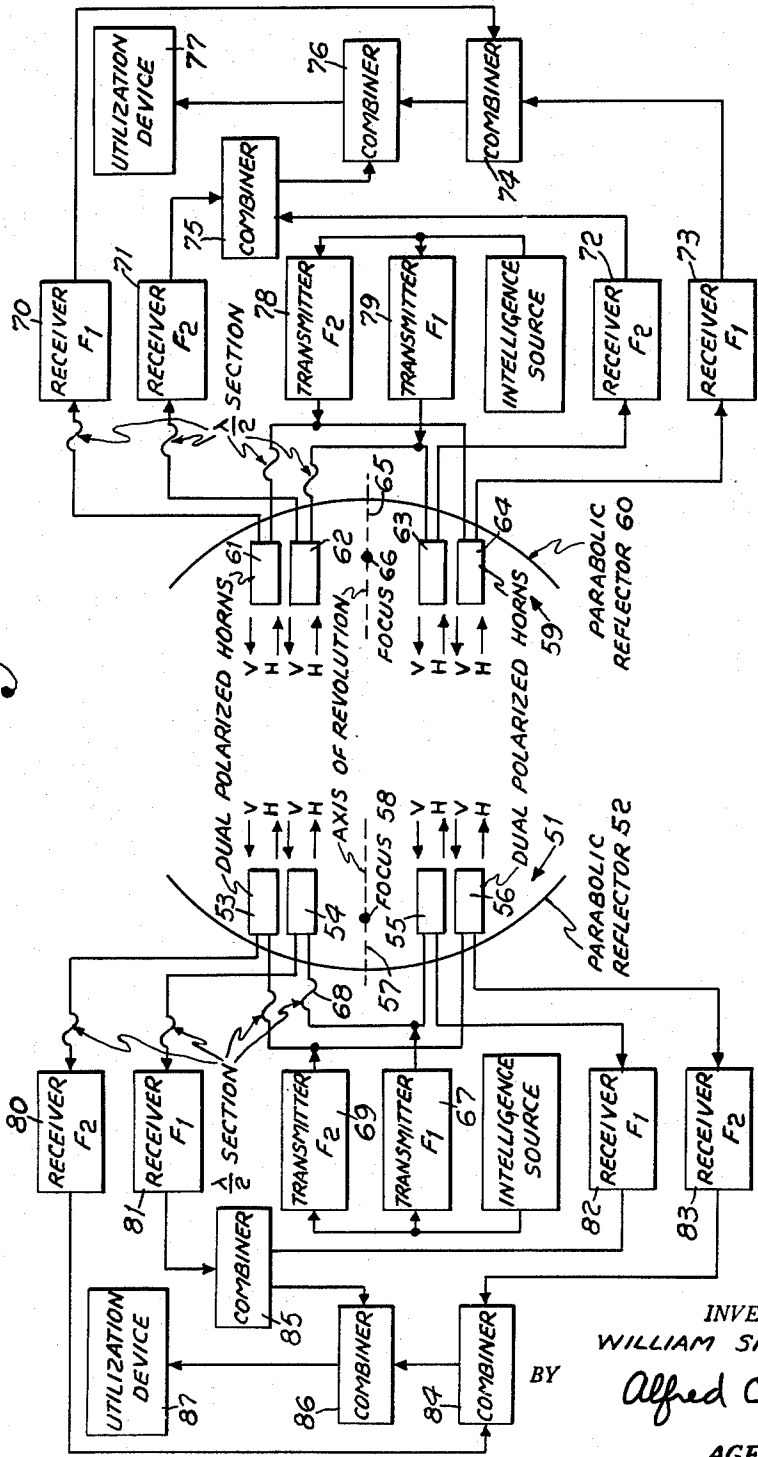 80
RECEIVER
F2
81
RECEIVER
F1
λ/2 SECTION
COMBINER
85
UTILIZATION
DEVICE
87
COMBINER
86
COMBINER
84
TRANSMITTER
F2
69
TRANSMITTER
F1
67
INTELLIGENCE
SOURCE
82
RECEIVER
F1
83
RECEIVER
F2
68
53
DUAL POLARIZED HORNS
54
V
H
V
H
AXIS OF REVOLUTION
FOCUS 58
57
55
56
V
H
V
H
DUAL POLARIZED HORNS
51
PARABOLIC
REFLECTOR 52
61
62
V
H
V
H
65
FOCUS 66
63
64
V
H
V
H
59
PARABOLIC
REFLECTOR 60
70
RECEIVER
F1
71
RECEIVER
F2
λ/2 SECTION
75
COMBINER
UTILIZATION
DEVICE
77
COMBINER
76
COMBINER
74
78
TRANSMITTER
F2
79
TRANSMITTER
F1
INTELLIGENCE
SOURCE
72
RECEIVER
F2
73
RECEIVER
F1
INVE
WILLIAM SI
BY
Alfred C
AGE